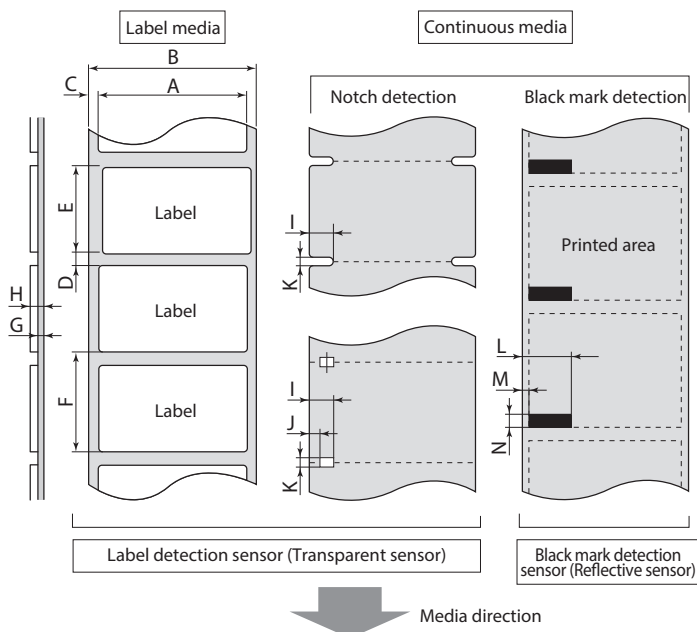 Label media
Continuous media
B
C
A
Notch detection
Black mark detection
E
Label
I
Printed area
D
K
H
Label
G
L
I
M
F
Label
J
N
K
Label detection sensor (Transparent sensor)
Black mark detection
sensor (Reflective sensor)
Media direction